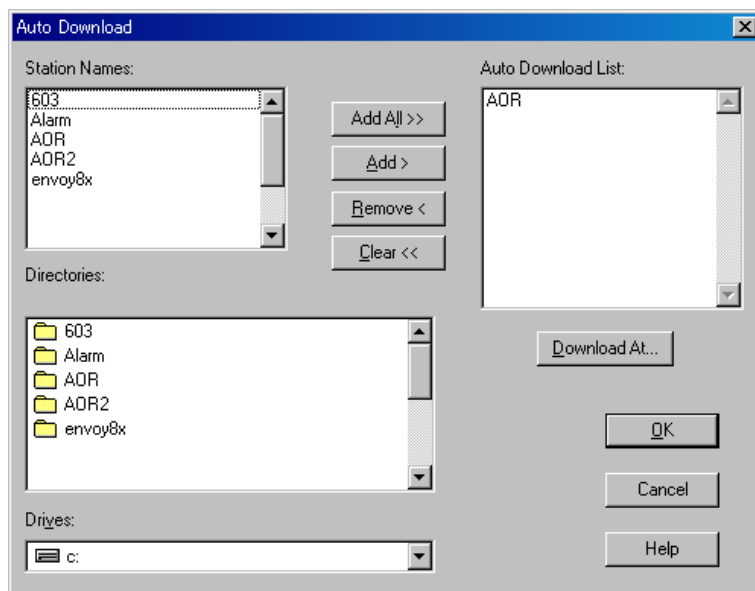 Auto Download
Station Names:
603
Alarm
AOR
AOR2
envoy8x
Add All >>
Add >
Remove <
Clear <<
Auto Download List:
AOR
Directories:
603
Alarm
AOR
AOR2
envoy8x
Download At...
OK
Cancel
Help
Drives:
c: